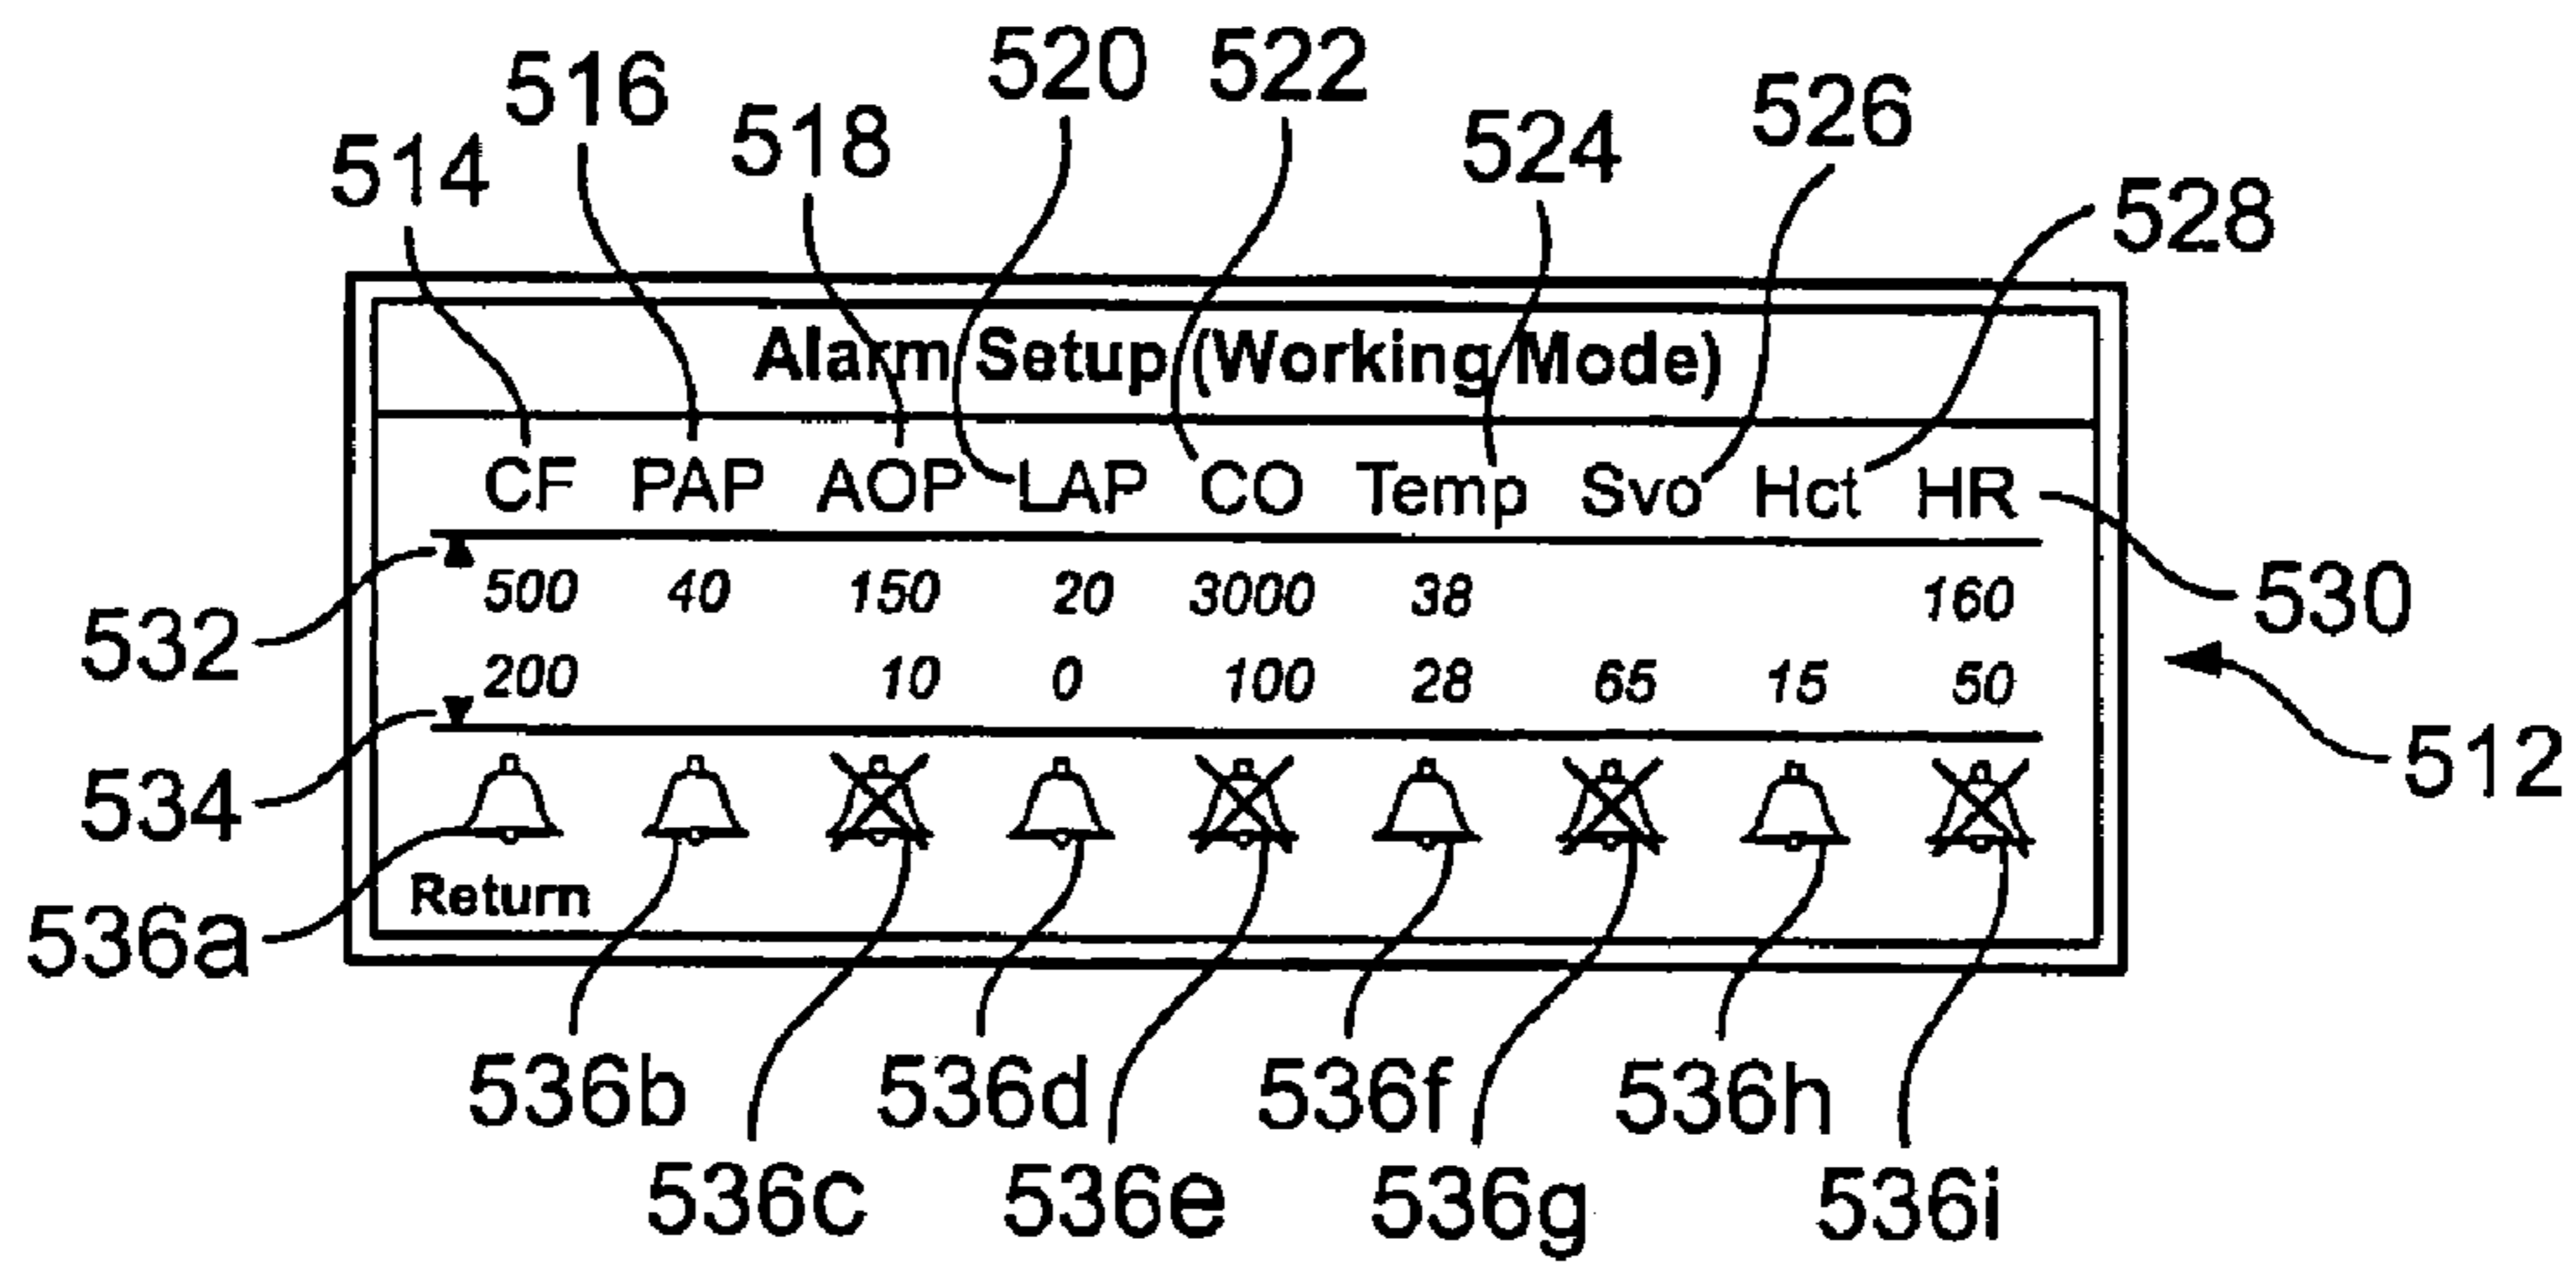 520 522
516 526
518 524
514 528
Alarm Setup (Working Mode)
CF PAP AOP LAP CO Temp Svo Hct HR
500 40 150 20 3000 38 160 530
532
200 10 0 100 28 65 15 50
512
534
Return
536a
536b 536d 536f 536h
536c 536e 536g 536i